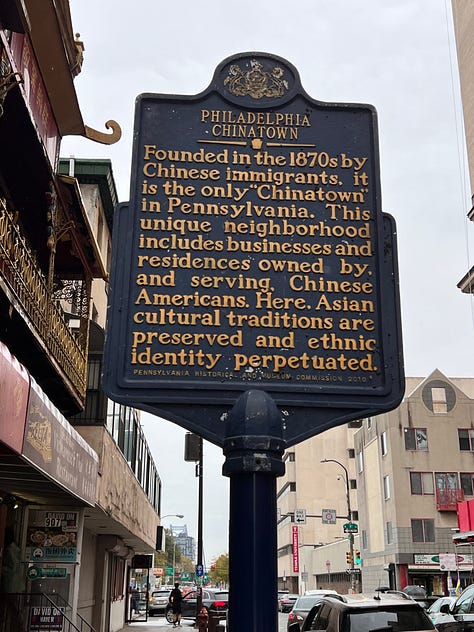 PHILADELPHIA
CHINATOWN
Founded in the 1870s by
Chinese immigrants, it
is the only "Chinatown"
in Pennsylvania. This
unique neighborhood
includes businesses and
residences owned by,
and serving, Chinese
Americans. Here, Asian
cultural traditions are
preserved and ethnic
identity perpetuated.
PENNSYLVANIA HISTORICAL AND MUSEUM COMMISSION 2010
ONE WAY